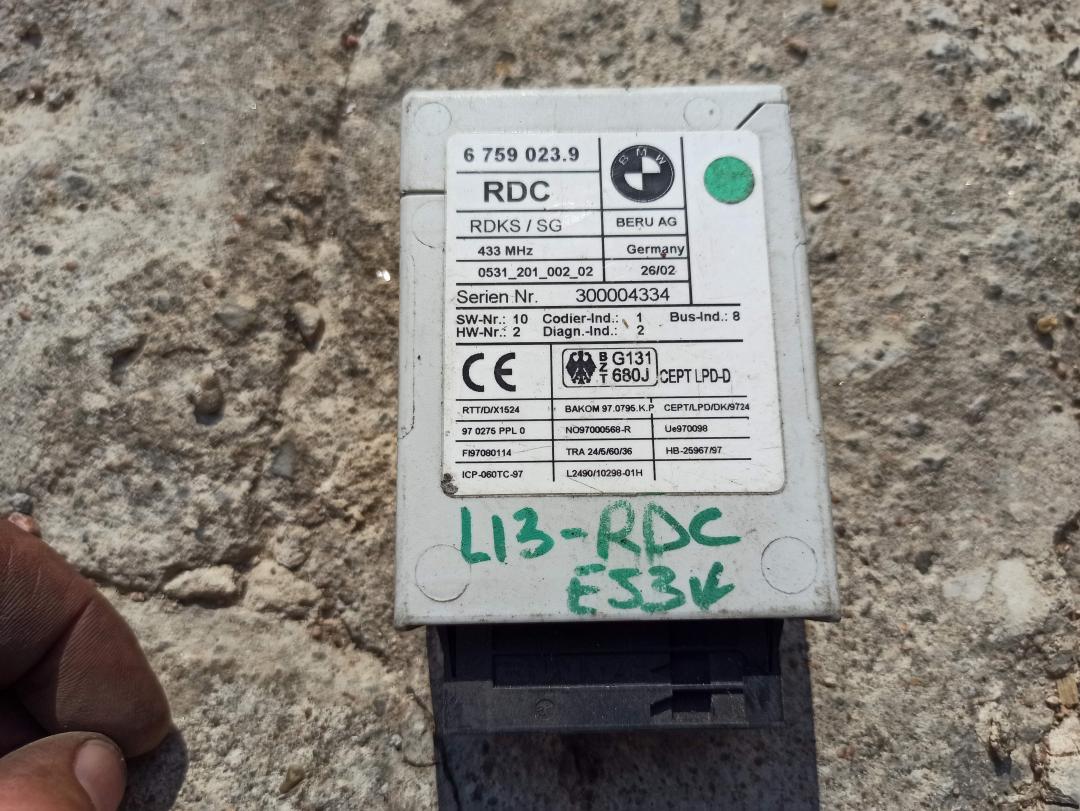 6 759 023.9
BMW
RDC
RDKS / SG
BERU AG
433 MHz
Germany
0531_201_002_02
26/02
Serien Nr. 300004334
SW-Nr.: 10 Codier-Ind.: 1 Bus-Ind.: 8
HW-Nr.: 2 Diagn.-Ind.: 2
CE
BZT
G131
680J
CEPT LPD-D
RTT/D/X1524 BAKOM 97.0795.K.P CEPT/LPD/DK/9724
97 0275 PPL 0 NO97000568-R Ue970098
FI97080114 TRA 24/5/60/36 HB-25967/97
ICP-060TC-97 L2490/10298-01H
L13-RDC
E53